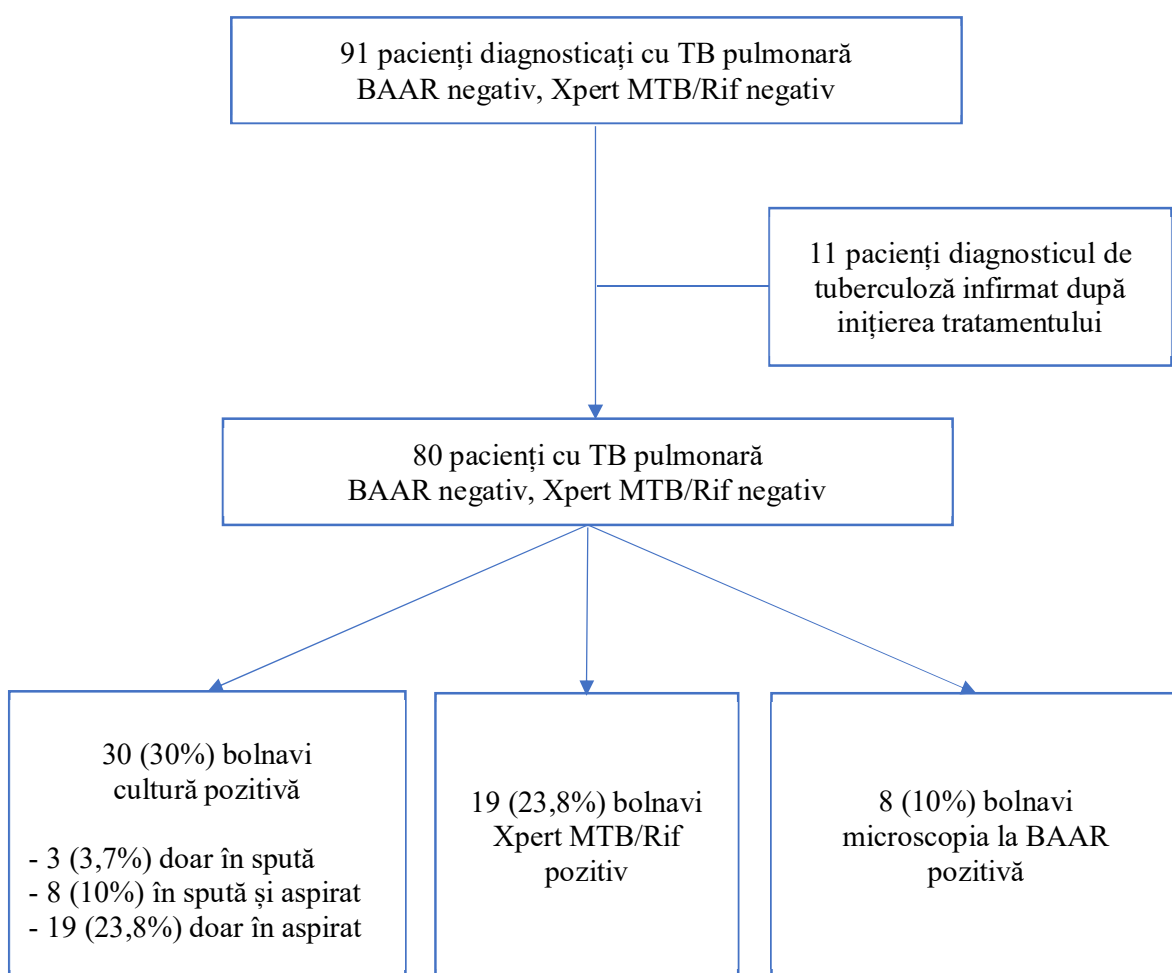 91 pacienți diagnosticați cu TB pulmonară
BAAR negativ, Xpert MTB/Rif negativ
11 pacienți diagnosticul de
tuberculoză infirmat după
inițierea tratamentului
80 pacienți cu TB pulmonară
BAAR negativ, Xpert MTB/Rif negativ
30 (30%) bolnavi
cultură pozitivă
- 3 (3,7%) doar în spută
- 8 (10%) în spută și aspirat
- 19 (23,8%) doar în aspirat
19 (23,8%) bolnavi
Xpert MTB/Rif
pozitiv
8 (10%) bolnavi
microscopia la BAAR
pozitivă